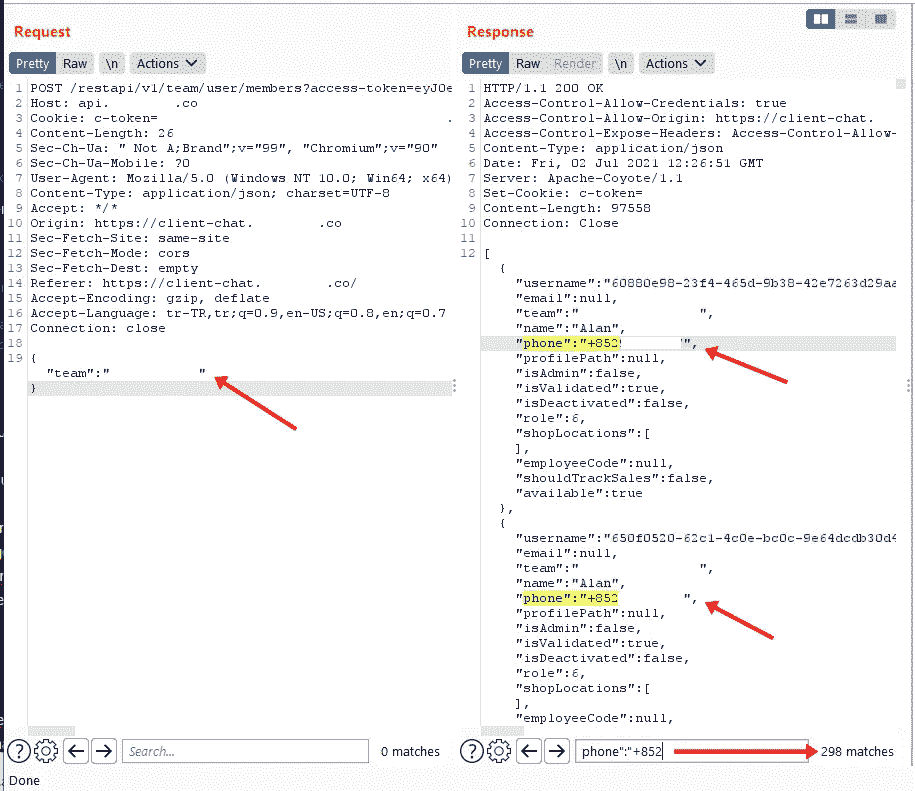 Request
Pretty Raw \n Actions
1 POST /restapi/v1/team/user/members?access-token=eyJ0e
2 Host: api. .co
3 Cookie: c-token= .
4 Content-Length: 26
5 Sec-Ch-Ua: " Not A;Brand";v="99", "Chromium";v="90"
6 Sec-Ch-Ua-Mobile: ?0
7 User-Agent: Mozilla/5.0 (Windows NT 10.0; Win64; x64)
8 Content-Type: application/json; charset=UTF-8
9 Accept: */*
10 Origin: https://client-chat. .co
11 Sec-Fetch-Site: same-site
12 Sec-Fetch-Mode: cors
13 Sec-Fetch-Dest: empty
14 Referer: https://client-chat. .co/
15 Accept-Encoding: gzip, deflate
16 Accept-Language: tr-TR,tr;q=0.9,en-US;q=0.8,en;q=0.7
17 Connection: close
18
19 {
"team":" "
}
Search...
0 matches
Response
Pretty Raw Render \n Actions
1 HTTP/1.1 200 OK
2 Access-Control-Allow-Credentials: true
3 Access-Control-Allow-Origin: https://client-chat.
4 Access-Control-Expose-Headers: Access-Control-Allow-
5 Content-Type: application/json
6 Date: Fri, 02 Jul 2021 12:26:51 GMT
7 Server: Apache-Coyote/1.1
8 Set-Cookie: c-token=
9 Content-Length: 97558
10 Connection: Close
11
12 [
{
"username":"60880e98-23f4-465d-9b38-42e7263d29aa
"email":null,
"team":" ",
"name":"Alan",
"phone":"+852 ",
"profilePath":null,
"isAdmin":false,
"isValidated":true,
"isDeactivated":false,
"role":6,
"shopLocations":[
],
"employeeCode":null,
"shouldTrackSales":false,
"available":true
},
{
"username":"650f0520-62c1-4c0e-bc0c-9e64dcdb30d4
"email":null,
"team":" ",
"name":"Alan",
"phone":"+852 ",
"profilePath":null,
"isAdmin":false,
"isValidated":true,
"isDeactivated":false,
"role":6,
"shopLocations":[
],
"employeeCode":null,
phone":"+852
298 matches
Done